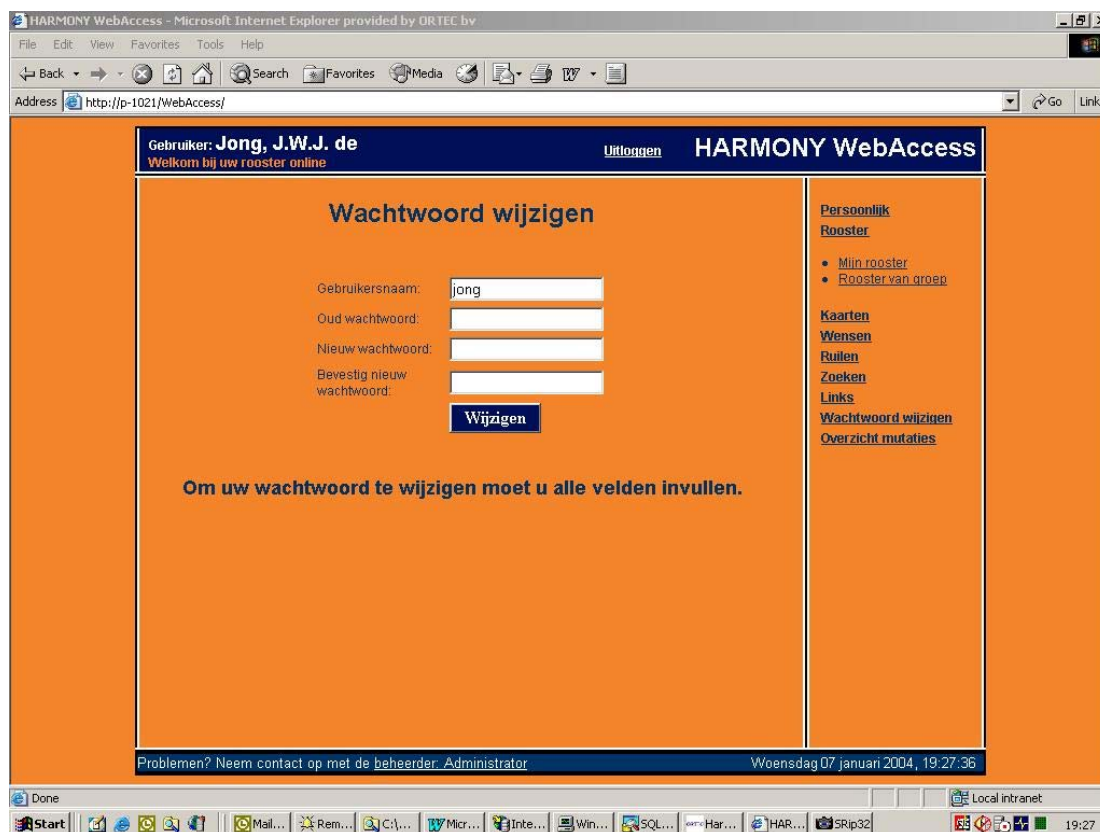 HARMONY WebAccess - Microsoft Internet Explorer provided by ORTEC bv
File Edit View Favorites Tools Help
Back Search Favorites Media
Address http://p-1021/WebAccess/ Go Link
Gebruiker: Jong, J.W.J. de
Welkom bij uw rooster online
Uitloggen
HARMONY WebAccess
Wachtwoord wijzigen
Gebruikersnaam: jong
Oud wachtwoord:
Nieuw wachtwoord:
Bevestig nieuw
wachtwoord:
Wijzigen
Om uw wachtwoord te wijzigen moet u alle velden invullen.
Persoonlijk
Rooster
Mijn rooster
Rooster van groep
Kaarten
Wensen
Ruilen
Zoeken
Links
Wachtwoord wijzigen
Overzicht mutaties
Problemen? Neem contact op met de beheerder: Administrator
Woensdag 07 januari 2004, 19:27:36
Done Local intranet
Start Mail... Rem... C:\... Micr... Inte... Win... SQL... Har... HAR... SRip32 19:27